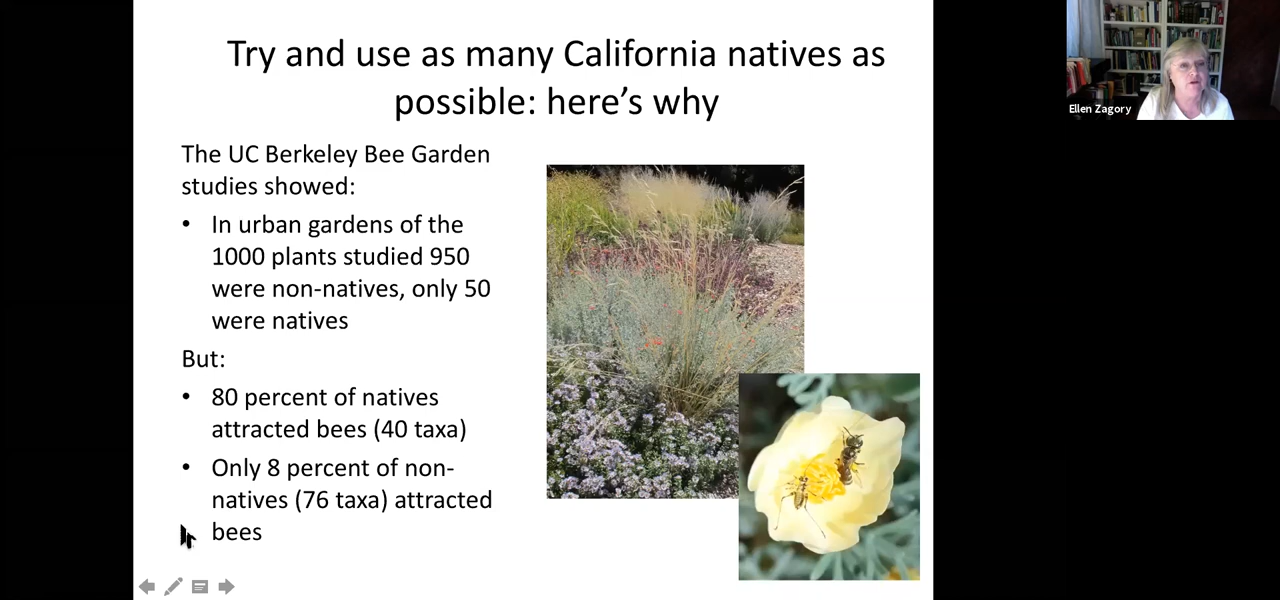 Try and use as many California natives as
possible: here's why
Ellen Zagory
The UC Berkeley Bee Garden
studies showed:
• In urban gardens of the
1000 plants studied 950
were non-natives, only 50
were natives
But:
• 80 percent of natives
attracted bees (40 taxa)
• Only 8 percent of non-
natives (76 taxa) attracted
bees